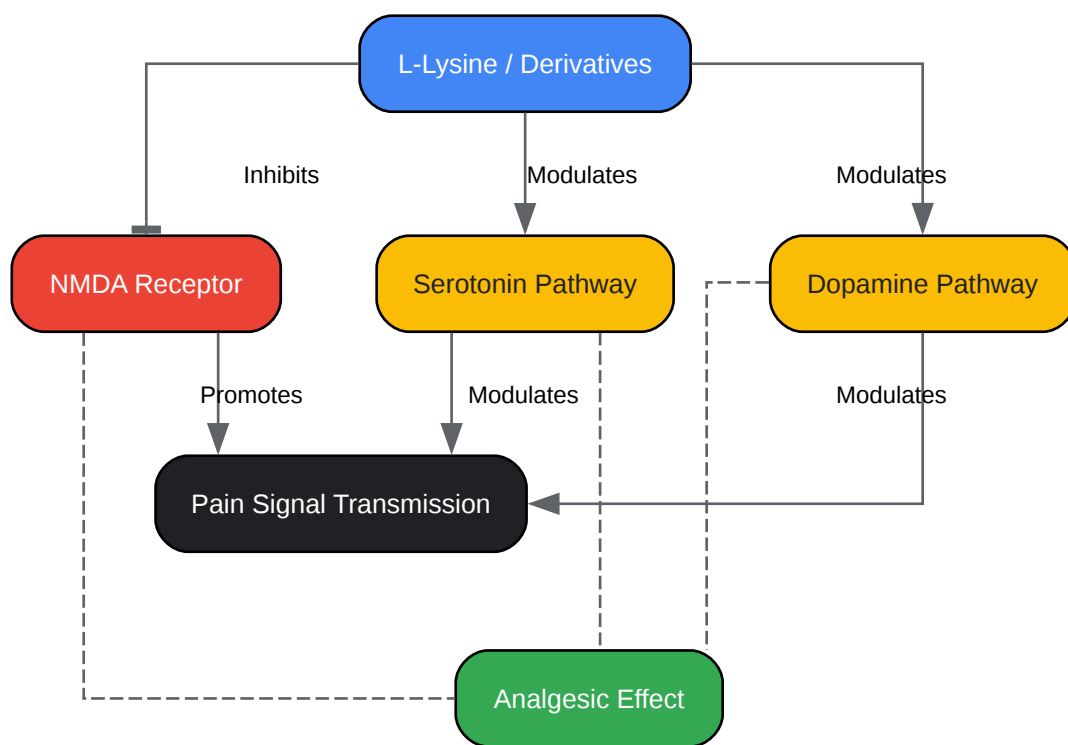 L-Lysine / Derivatives
Inhibits
Modulates
Modulates
NMDA Receptor
Serotonin Pathway
Dopamine Pathway
Promotes
Modulates
Modulates
Pain Signal Transmission
Analgesic Effect